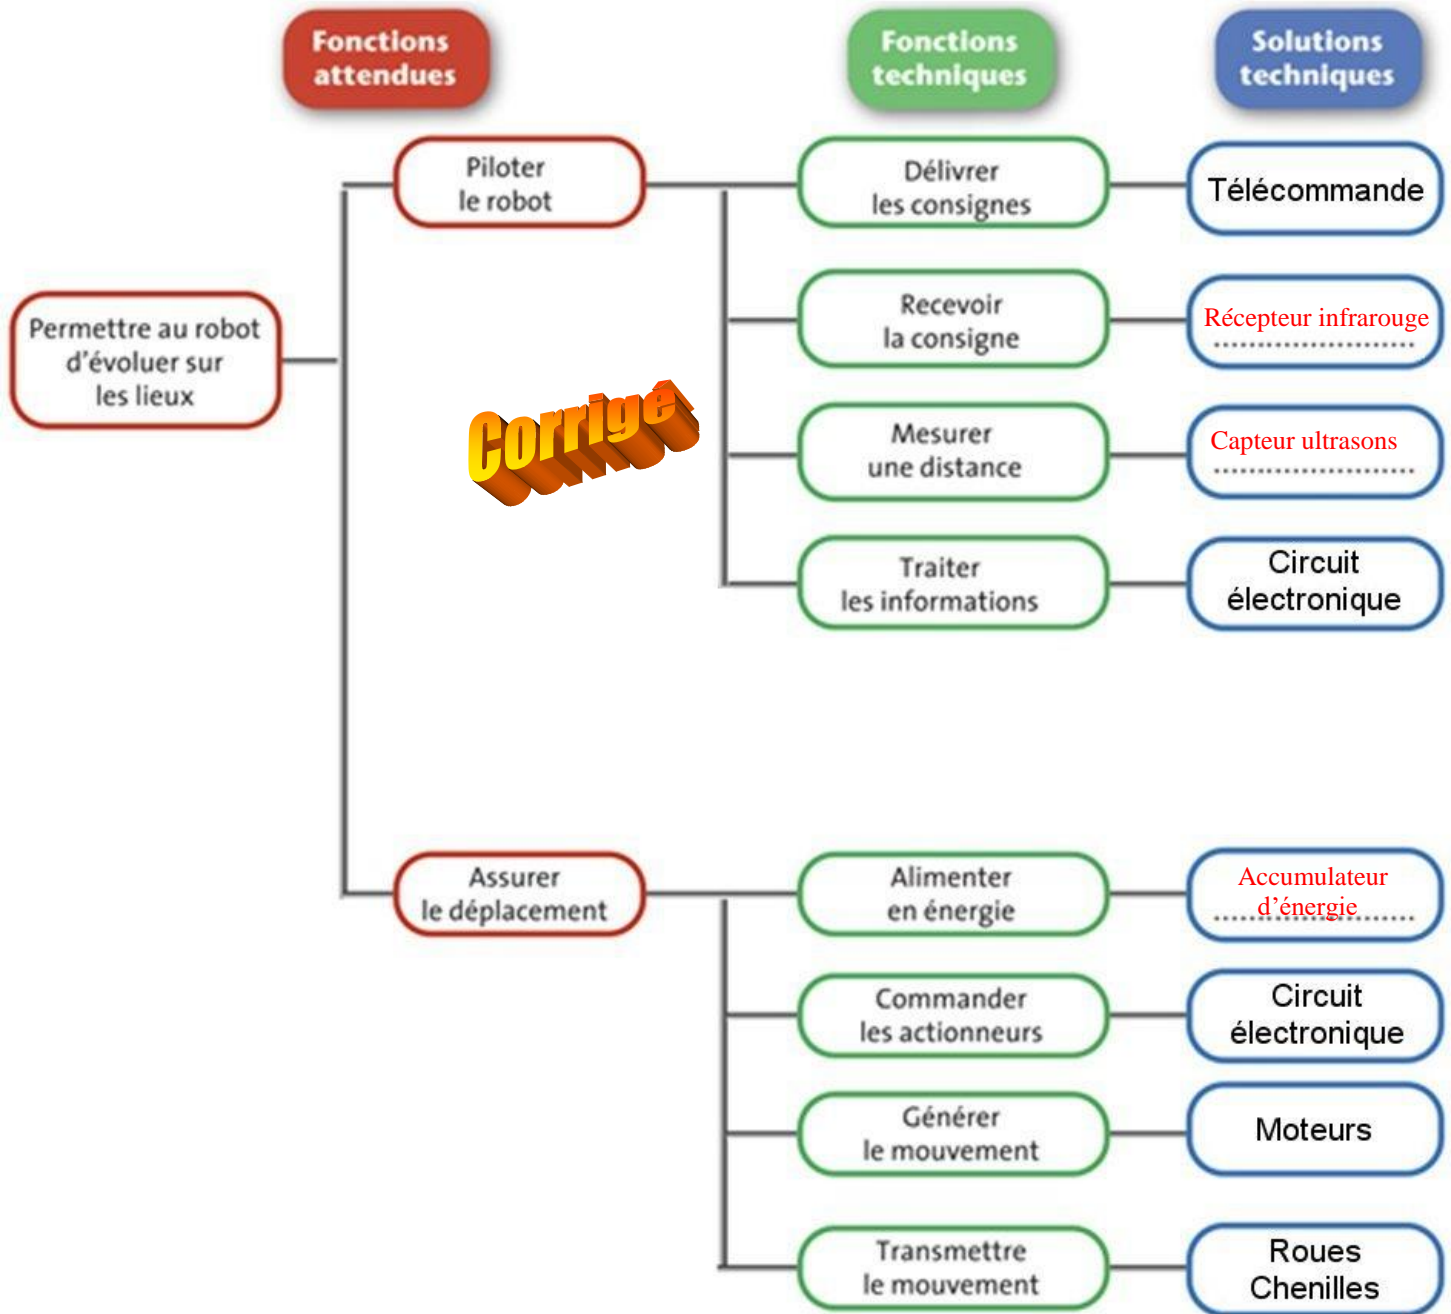 Fonctions
attendues
Fonctions
techniques
Solutions
techniques
Piloter
le robot
Délivrer
les consignes
Télécommande
Permettre au robot
d'évoluer sur
les lieux
Recevoir
la consigne
Récepteur infrarouge
....................
Corrigé
Mesurer
une distance
Capteur ultrasons
....................
Traiter
les informations
Circuit
électronique
Assurer
le déplacement
Alimenter
en énergie
Accumulateur
d’énergie
....................
Commander
les actionneurs
Circuit
électronique
Générer
le mouvement
Moteurs
Transmettre
le mouvement
Roues
Chenilles